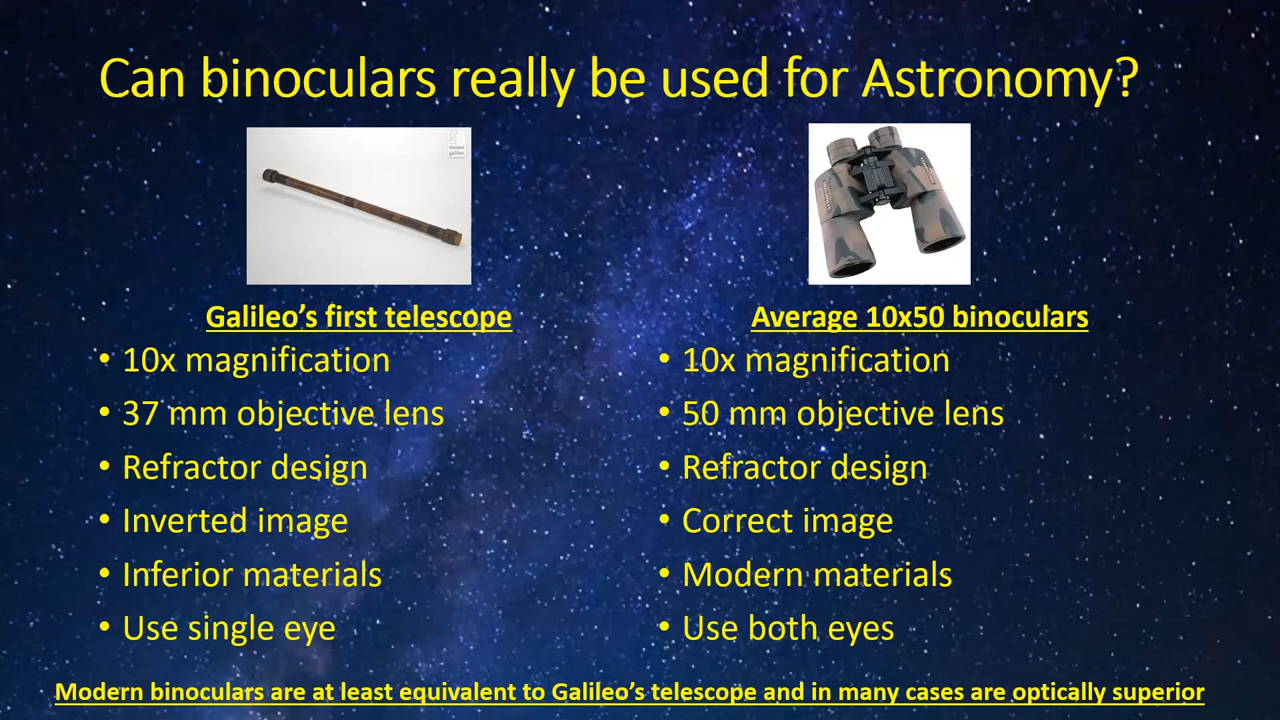 Can binoculars really be used for Astronomy?
museo
galileo
Galileo's first telescope
• 10x magnification
• 37 mm objective lens
• Refractor design
• Inverted image
• Inferior materials
• Use single eye
Average 10x50 binoculars
• 10x magnification
• 50 mm objective lens
• Refractor design
• Correct image
• Modern materials
• Use both eyes
Modern binoculars are at least equivalent to Galileo's telescope and in many cases are optically superior